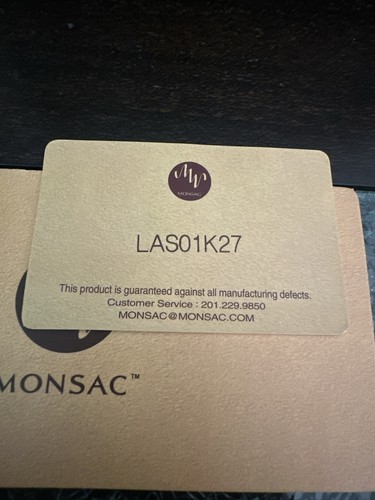 MONSAC
LAS01K27
This product is guaranteed against all manufacturing defects.
Customer Service : 201.229.9850
MONSAC@MONSAC.COM
MONSAC™